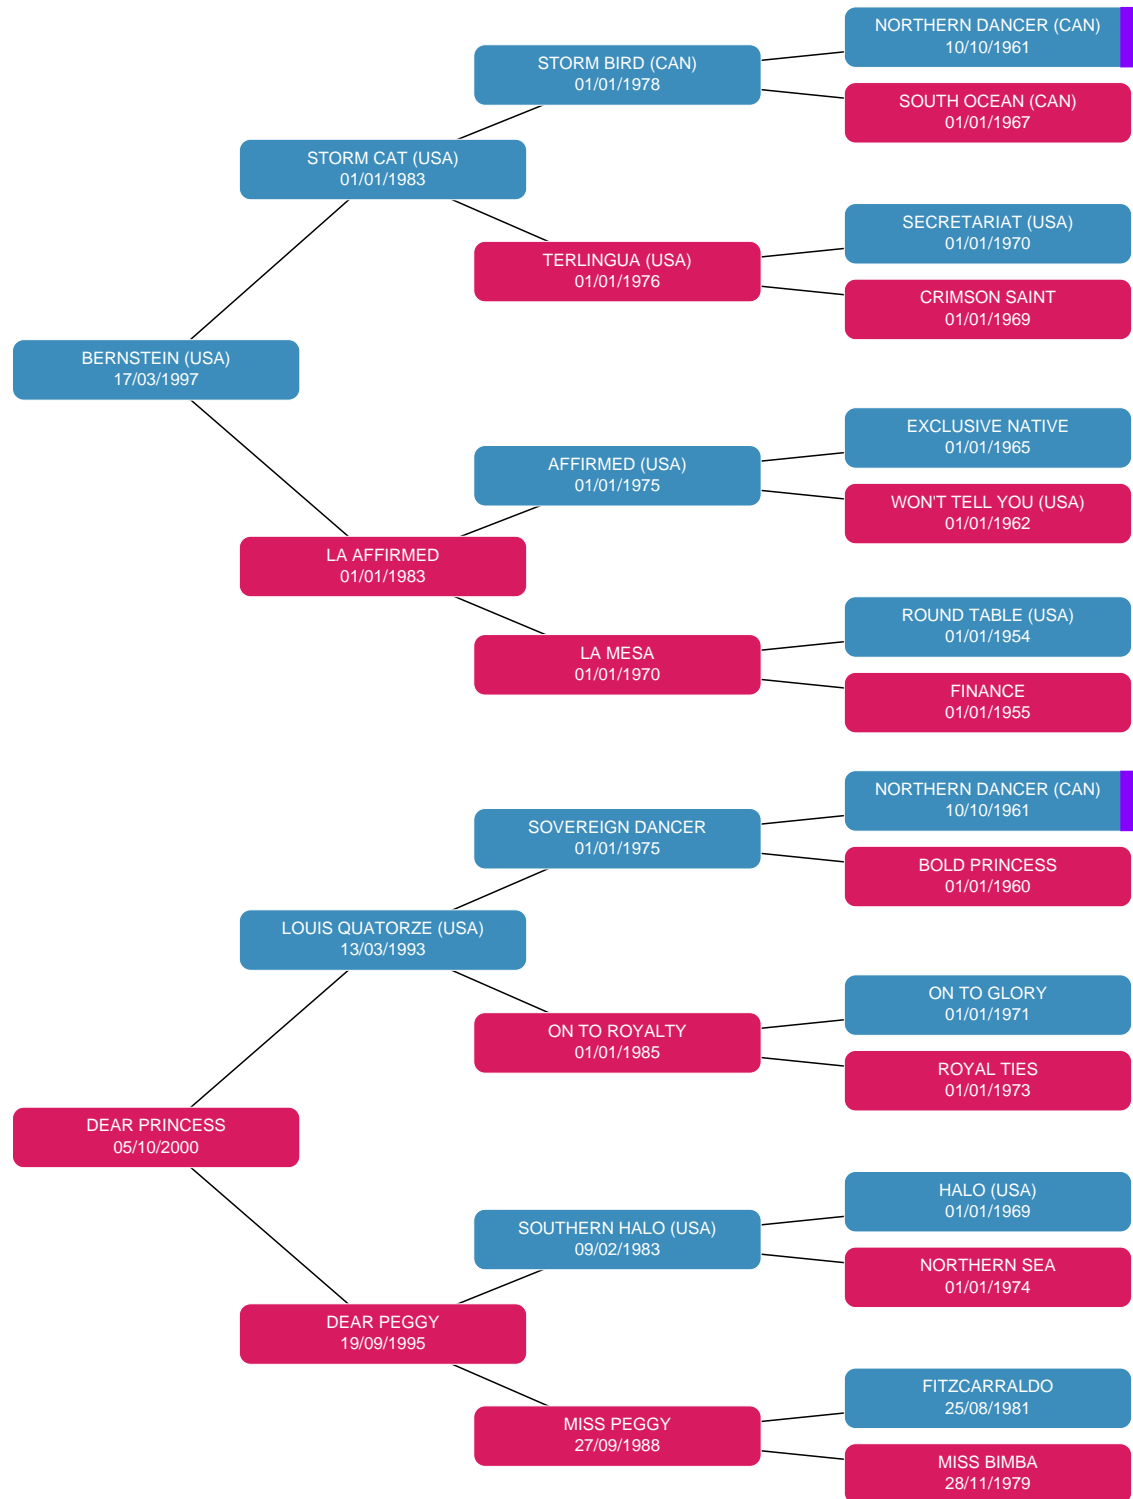 NORTHERN DANCER (CAN)
10/10/1961
STORM BIRD (CAN)
01/01/1978
SOUTH OCEAN (CAN)
01/01/1967
STORM CAT (USA)
01/01/1983
SECRETARIAT (USA)
01/01/1970
TERLINGUA (USA)
01/01/1976
CRIMSON SAINT
01/01/1969
BERNSTEIN (USA)
17/03/1997
EXCLUSIVE NATIVE
01/01/1965
AFFIRMED (USA)
01/01/1975
WON'T TELL YOU (USA)
01/01/1962
LA AFFIRMED
01/01/1983
ROUND TABLE (USA)
01/01/1954
LA MESA
01/01/1970
FINANCE
01/01/1955
NORTHERN DANCER (CAN)
10/10/1961
SOVEREIGN DANCER
01/01/1975
BOLD PRINCESS
01/01/1960
LOUIS QUATORZE (USA)
13/03/1993
ON TO GLORY
01/01/1971
ON TO ROYALTY
01/01/1985
ROYAL TIES
01/01/1973
DEAR PRINCESS
05/10/2000
HALO (USA)
01/01/1969
SOUTHERN HALO (USA)
09/02/1983
NORTHERN SEA
01/01/1974
DEAR PEGGY
19/09/1995
FITZCARRALDO
25/08/1981
MISS PEGGY
27/09/1988
MISS BIMBA
28/11/1979